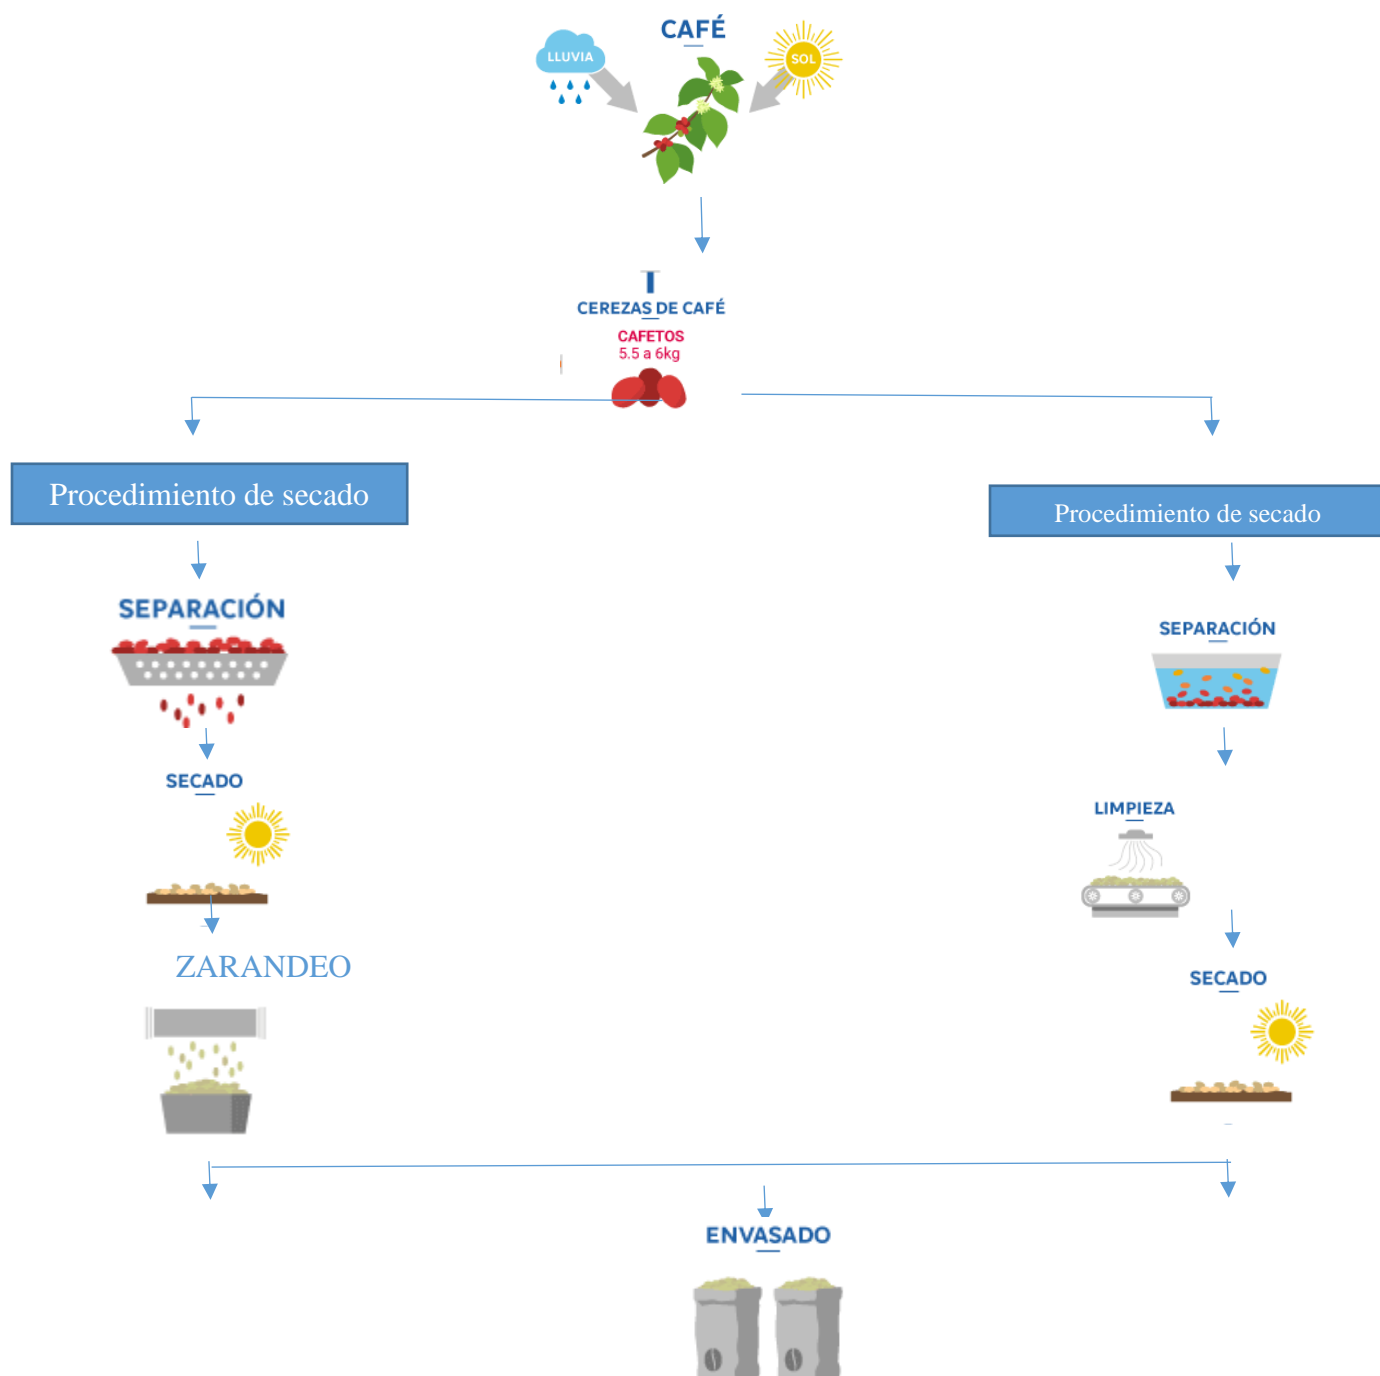 CAFÉ
LLUVIA
SOL
CEREZAS DE CAFÉ
CAFETOS
5.5 a 6kg
Procedimiento de secado
Procedimiento de secado
SEPARACIÓN
SEPARACIÓN
SECADO
LIMPIEZA
ZARANDEO
SECADO
ENVASADO